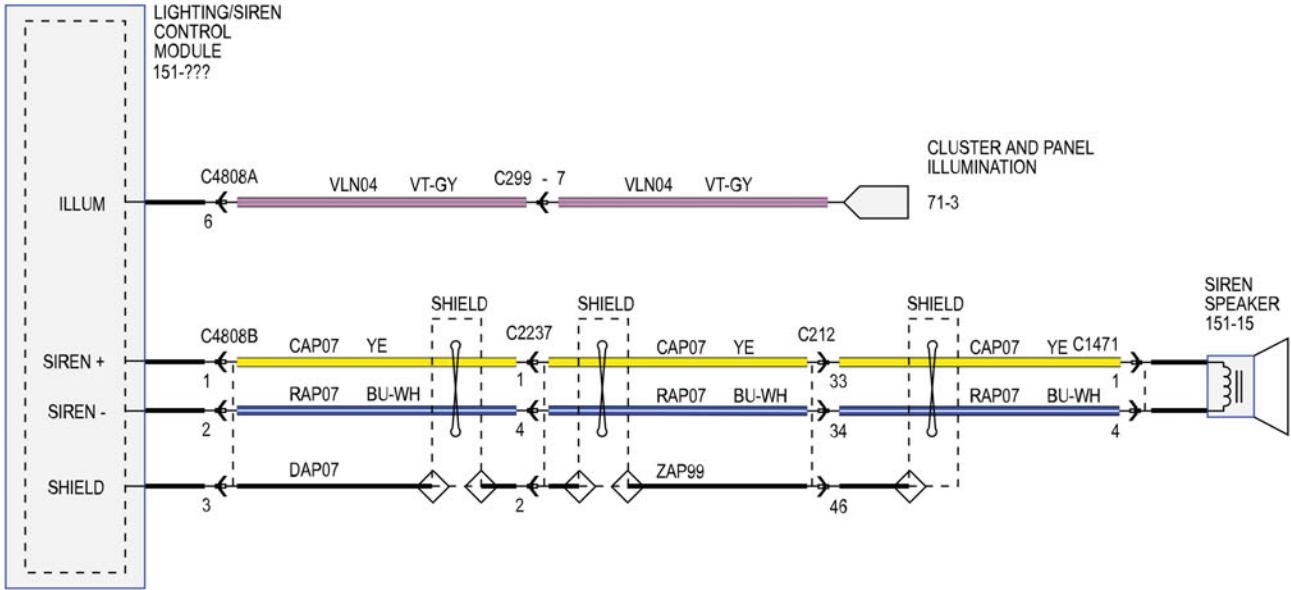 LIGHTING/SIREN
CONTROL
MODULE
151-???
CLUSTER AND PANEL
ILLUMINATION
71-3
C4808A
VLN04 VT-GY
C299 - 7
VLN04 VT-GY
ILLUM
6
SIREN
SPEAKER
151-15
SHIELD
SHIELD
SHIELD
C4808B
CAP07 YE
C2237
CAP07 YE
C212
CAP07 YE
C1471
SIREN +
1
1
33
1
RAP07 BU-WH
RAP07 BU-WH
RAP07 BU-WH
SIREN -
2
4
34
4
DAP07
ZAP99
SHIELD
3
2
46